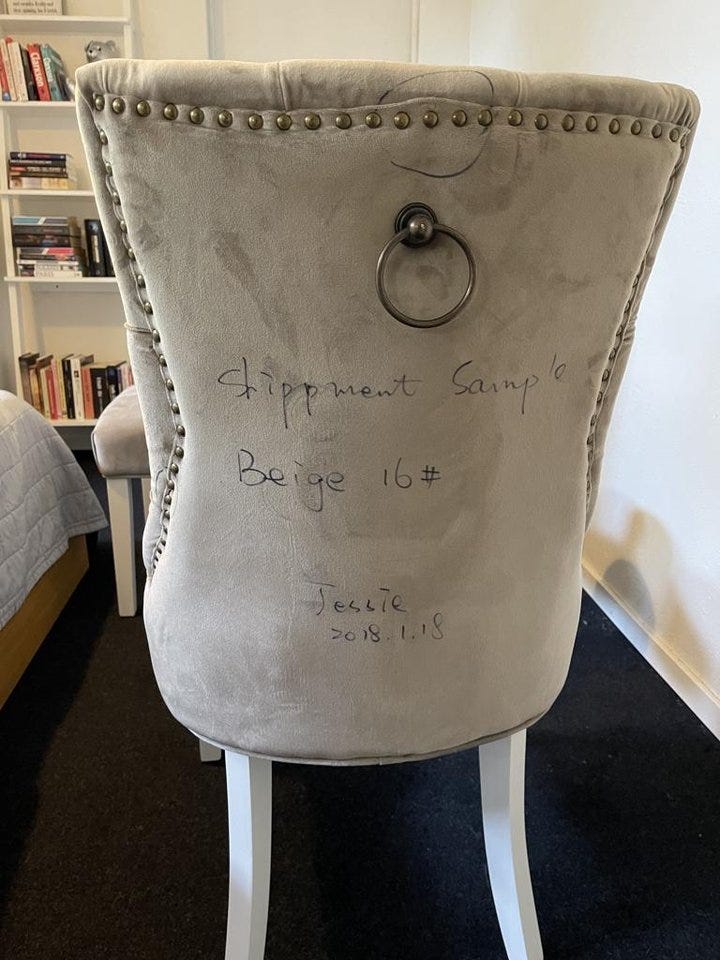 Shippment Sample
Beige 16#
Jessie
2018.1.18